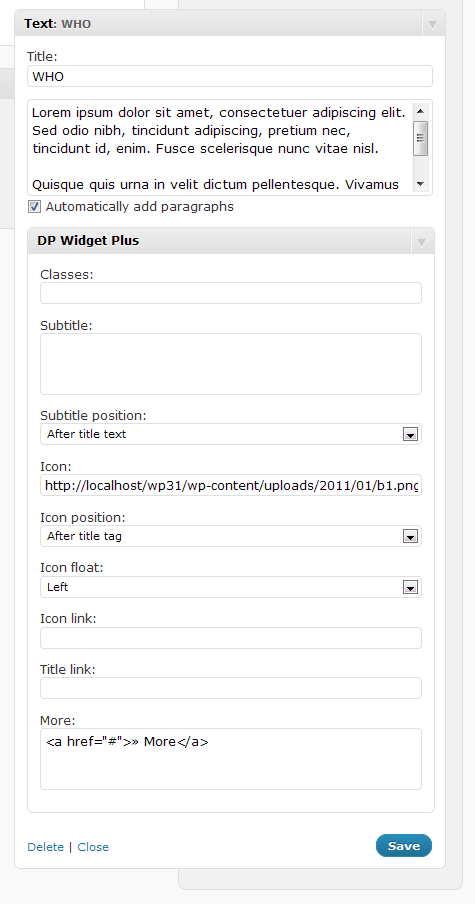 Text: WHO
Title:
WHO
Lorem ipsum dolor sit amet, consectetuer adipiscing elit.
Sed odio nibh, tincidunt adipiscing, pretium nec,
tincidunt id, enim. Fusce scelerisque nunc vitae nisl.
Quisque quis urna in velit dictum pellentesque. Vivamus
Automatically add paragraphs
DP Widget Plus
Classes:
Subtitle:
Subtitle position:
After title text
Icon:
http://localhost/wp31/wp-content/uploads/2011/01/b1.png
Icon position:
After title tag
Icon float:
Left
Icon link:
Title link:
More:
<a href="#">» More</a>
Delete | Close
Save